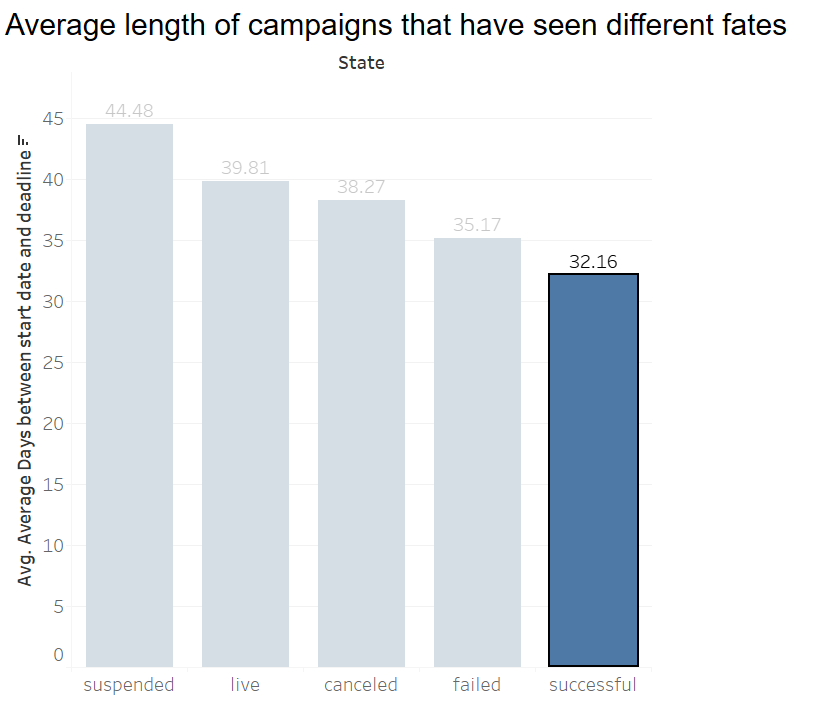 Average length of campaigns that have seen different fates
State
Avg. Average Days between start date and deadline
45
40
35
30
25
20
15
10
5
0
44.48
39.81
38.27
35.17
32.16
suspended
live
canceled
failed
successful